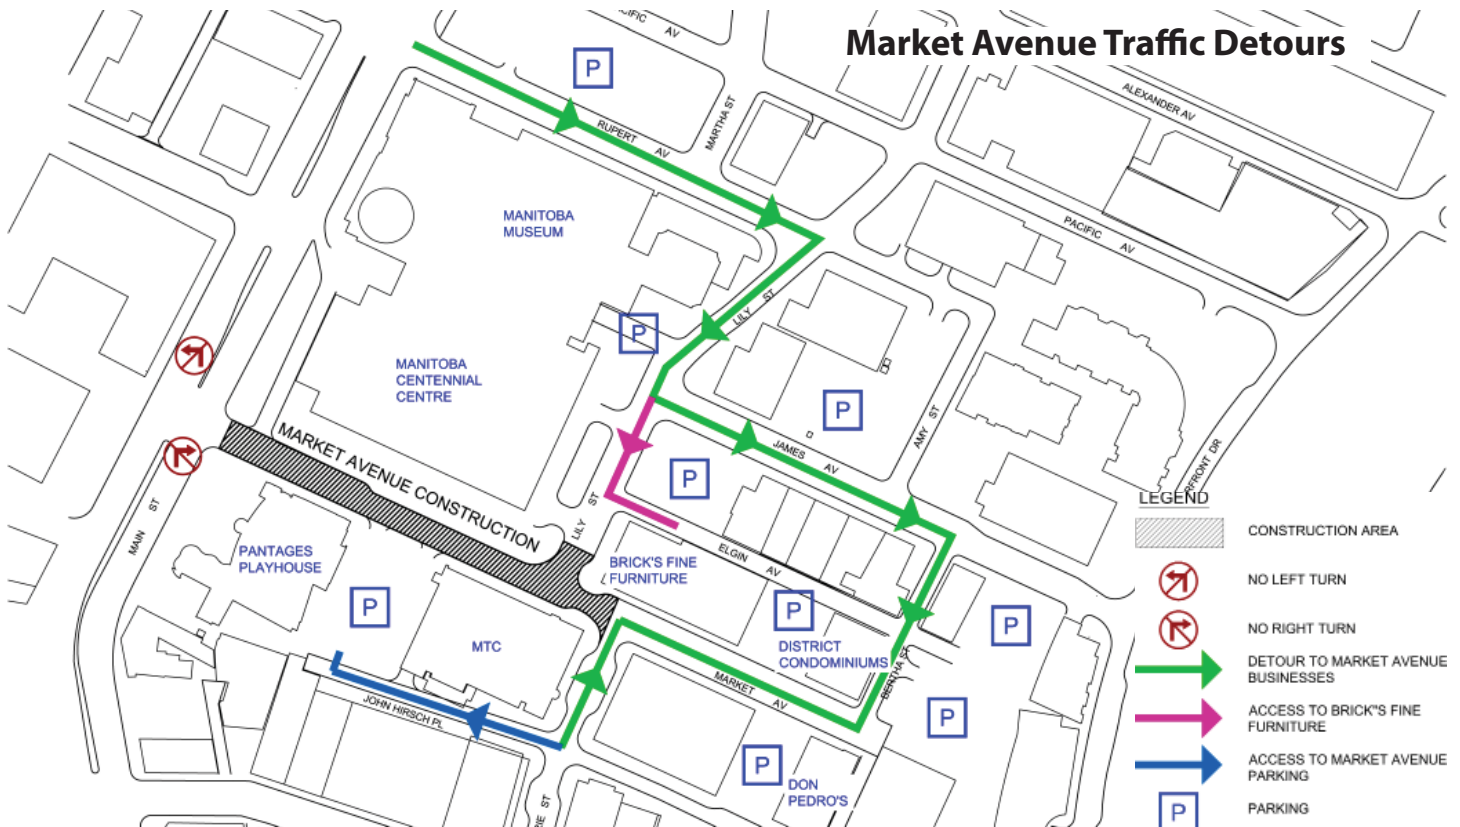 Market Avenue Traffic Detours
AV
P
ALEXANDER AV
MARTHA ST
RUPERT
AV
MANITOBA
MUSEUM
PACIFIC
AV
LILY ST
P
MANITOBA
CENTENNIAL
CENTRE
P
AMY ST
JAMES
AV
MARKET AVENUE CONSTRUCTION
P
LILY ST
MAIN ST
DR
PANTAGES
PLAYHOUSE
BRICK'S FINE
FURNITURE
ELGIN
AV
P
P
P
MTC
DISTRICT
CONDOMINIUMS
BERTHA ST
MARKET
AV
JOHN HIRSCH PL
P
P
DON
PEDRO'S
ST
LEGEND
CONSTRUCTION AREA
NO LEFT TURN
NO RIGHT TURN
DETOUR TO MARKET AVENUE
BUSINESSES
ACCESS TO BRICK"S FINE
FURNITURE
ACCESS TO MARKET AVENUE
PARKING
P
PARKING